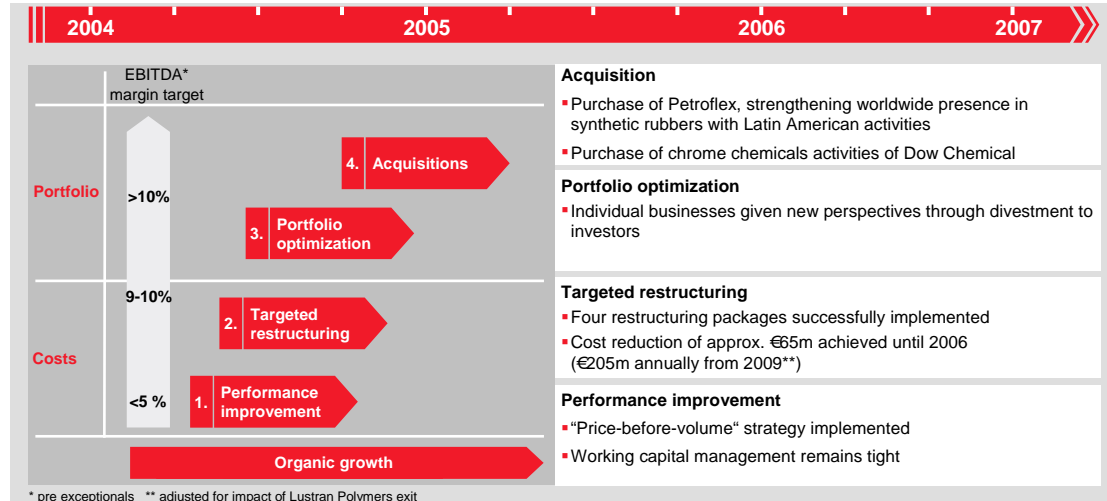 2004 2005 2006 2007
EBITDA*
margin target
Portfolio
>10%
4. Acquisitions
3. Portfolio
optimization
9-10%
Costs
2. Targeted
restructuring
<5 %
1. Performance
improvement
Organic growth
Acquisition
▪Purchase of Petroflex, strengthening worldwide presence in
synthetic rubbers with Latin American activities
▪Purchase of chrome chemicals activities of Dow Chemical
Portfolio optimization
▪Individual businesses given new perspectives through divestment to
investors
Targeted restructuring
▪Four restructuring packages successfully implemented
▪Cost reduction of approx. €65m achieved until 2006
(€205m annually from 2009**)
Performance improvement
▪“Price-before-volume“ strategy implemented
▪Working capital management remains tight
* pre exceptionals ** adjusted for impact of Lustran Polymers exit